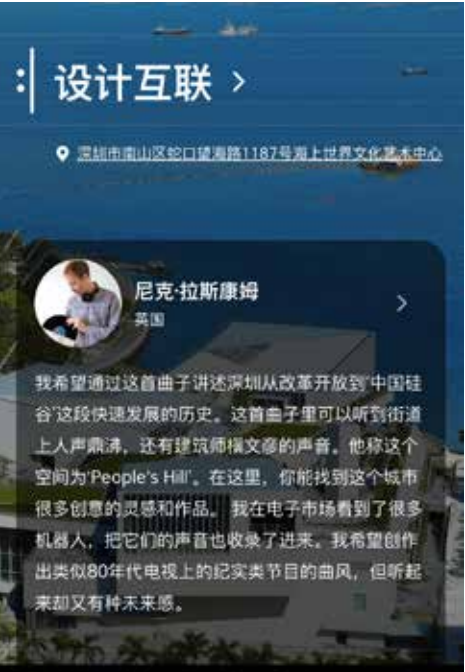 设计互联
深圳市南山区蛇口望海路1187号海上世界文化艺术中心
尼克·拉斯康姆
英国
我希望通过这首曲子讲述深圳从改革开放到‘中国硅
谷’这段快速发展的历史。这首曲子里可以听到街道
上人声鼎沸，还有建筑师槇文彦的声音。他称这个
空间为‘People's Hill’。在这里，你能找到这个城市
很多创意的灵感和作品。 我在电子市场看到了很多
机器人，把它们的声音也收录了进来。我希望创作
出类似80年代电视上的纪实类节目的曲风，但听起
来却又有种未来感。